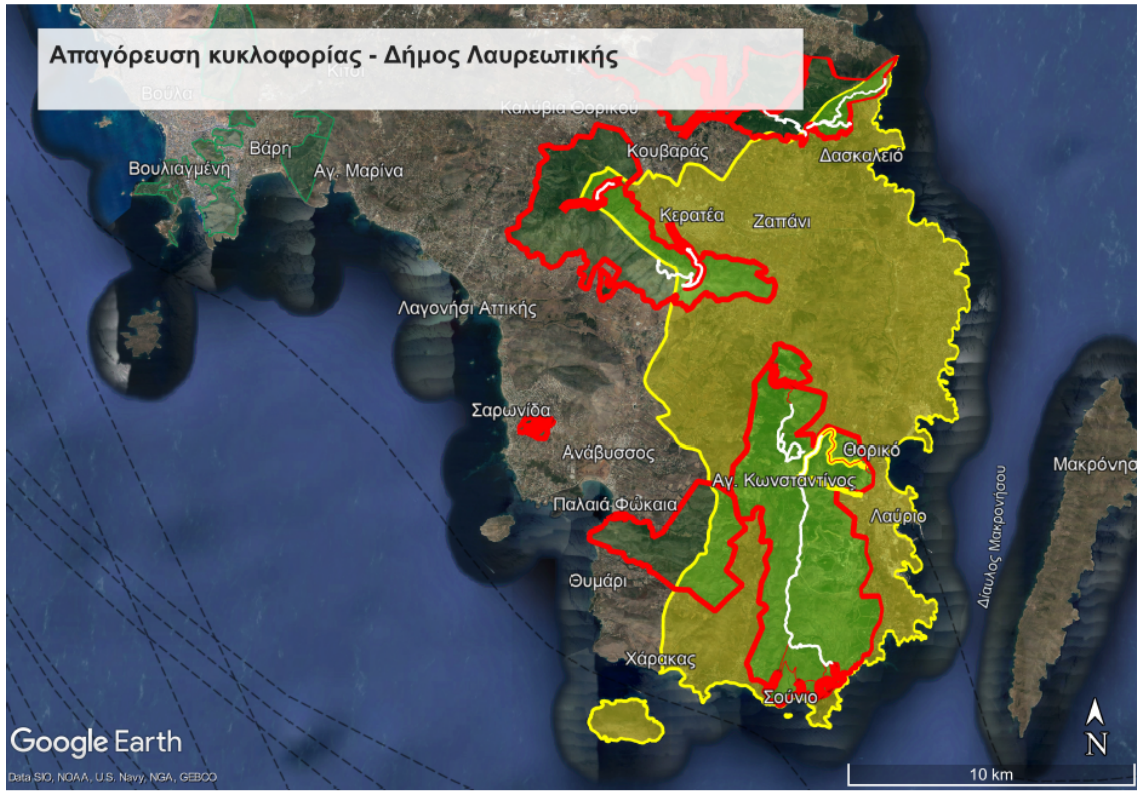 Απαγόρευση κυκλοφορίας - Δήμος Λαυρεωτικής
Κίτσι
Βούλα
Καλύβια Θορικού
Βάρη
Κουβαράς
Δασκαλειό
Βουλιαγμένη
Αγ. Μαρίνα
Κερατέα
Ζαπάνι
Λαγονήσι Αττικής
Σαρωνίδα
Ανάβυσσος
Θορικό
Μακρόνησ
Αγ. Κωνσταντίνος
Παλαιά Φώκαια
Λαύριο
Δίαυλος Μακρονήσου
Θυμάρι
Χάρακας
Σούνιο
Google Earth
N
Data SIO, NOAA, U.S. Navy, NGA, GEBCO
10 km